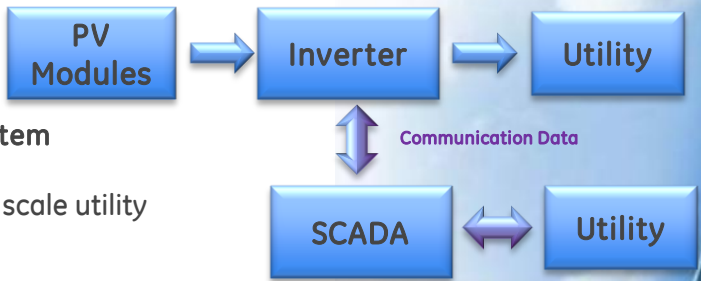 PV
Modules
Inverter
Utility
tem
Communication Data
scale utility
SCADA
Utility